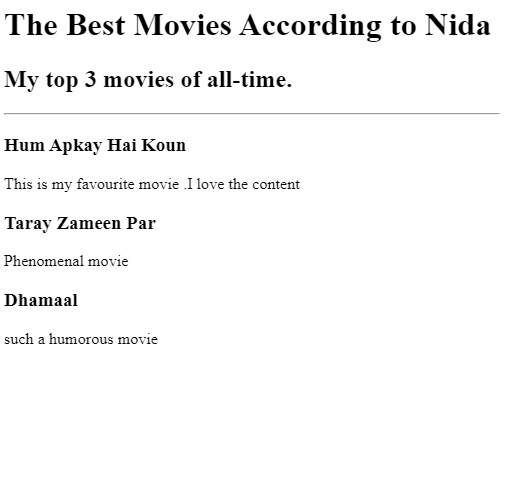 The Best Movies According to Nida
My top 3 movies of all-time.
Hum Apkay Hai Koun
This is my favourite movie .I love the content
Taray Zameen Par
Phenomenal movie
Dhamaal
such a humorous movie